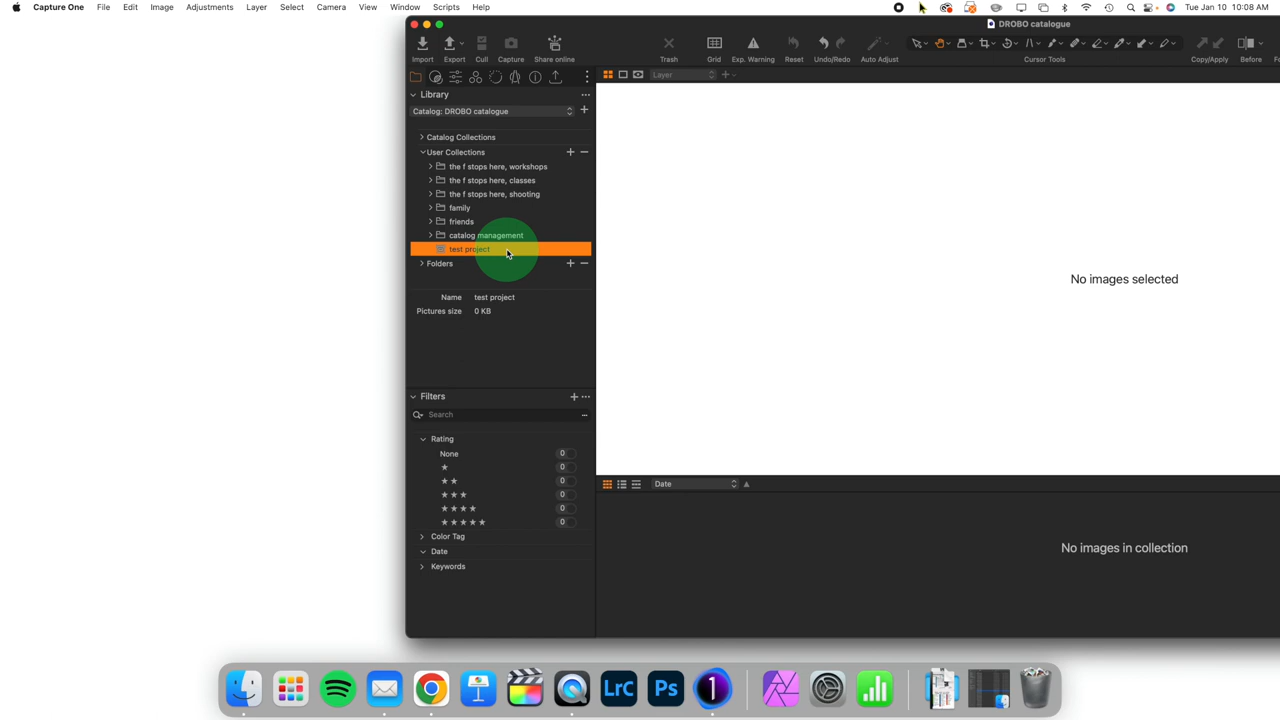 Capture One File Edit Image Adjustments Layer Select Camera View Window Scripts Help Tue Jan 10 10:08 AM
DROBO catalogue
Import Export Cull Capture Share online Trash Grid Exp. Warning Reset Undo/Redo Auto Adjust Cursor Tools Copy/Apply Before
Library
Layer
Catalog: DROBO catalogue
Catalog Collections
User Collections
the f stops here, workshops
the f stops here, classes
the f stops here, shooting
family
friends
catalog management
test project
Folders
Name test project
Pictures size 0 KB
No images selected
Filters
Search
Rating
None 0
★ 0
★★ 0
★★★ 0
★★★★ 0
★★★★★ 0
Color Tag
Date
Keywords
Date
No images in collection
LrC Ps 1